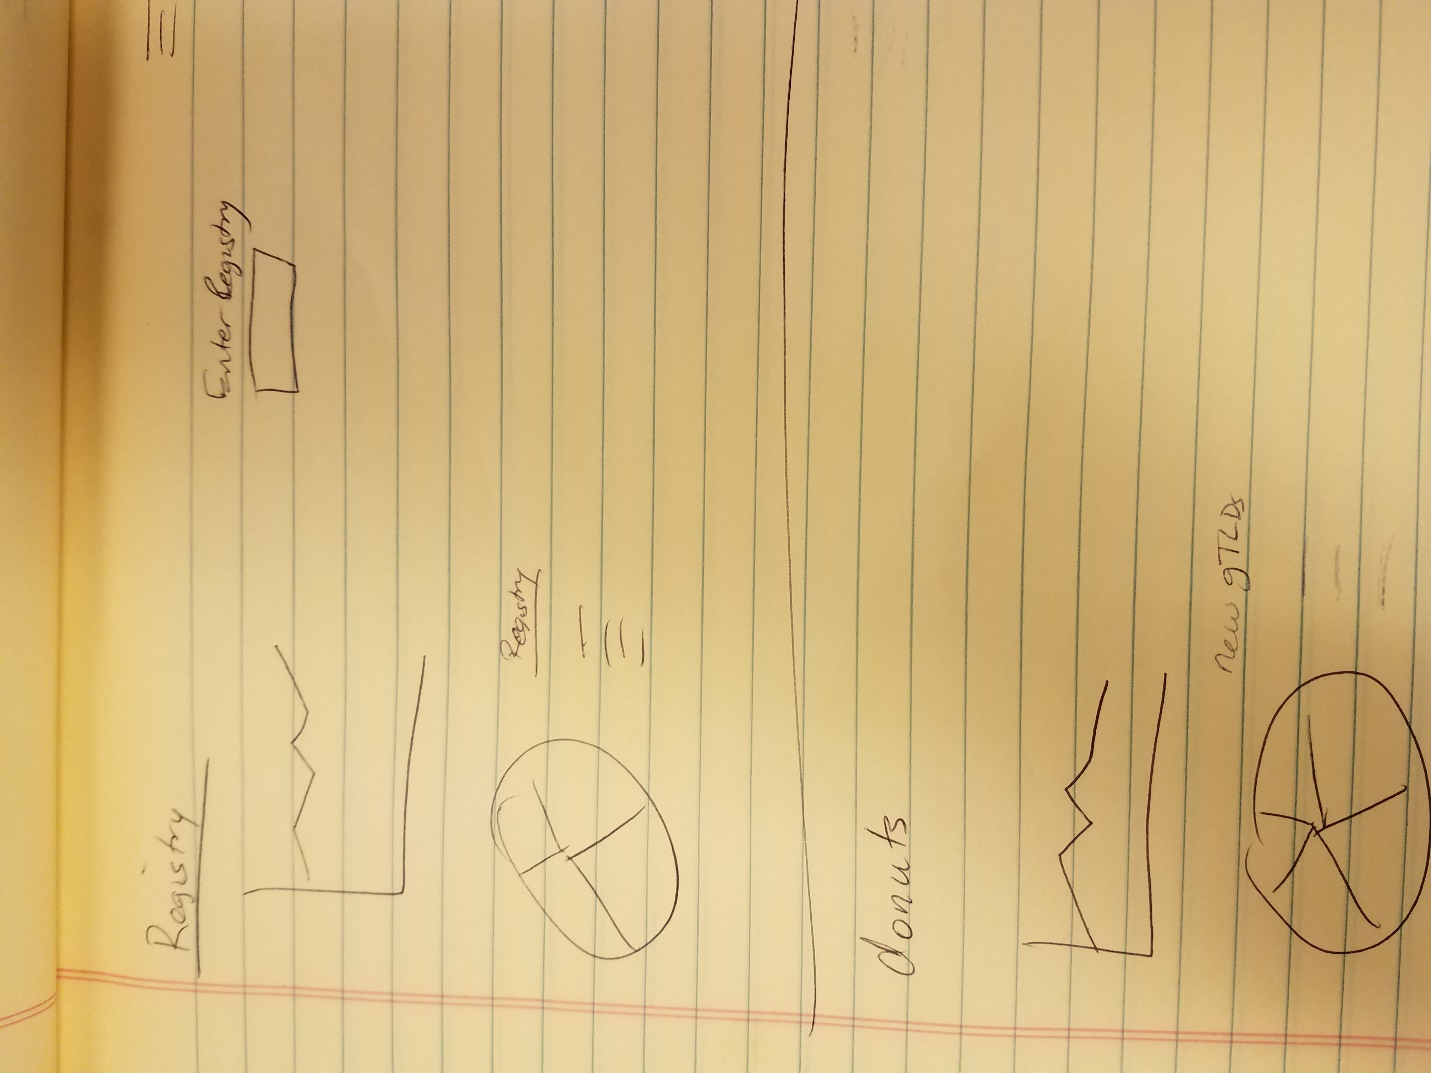 Registry
Enter Registry
Registry
donuts
new gTLDs